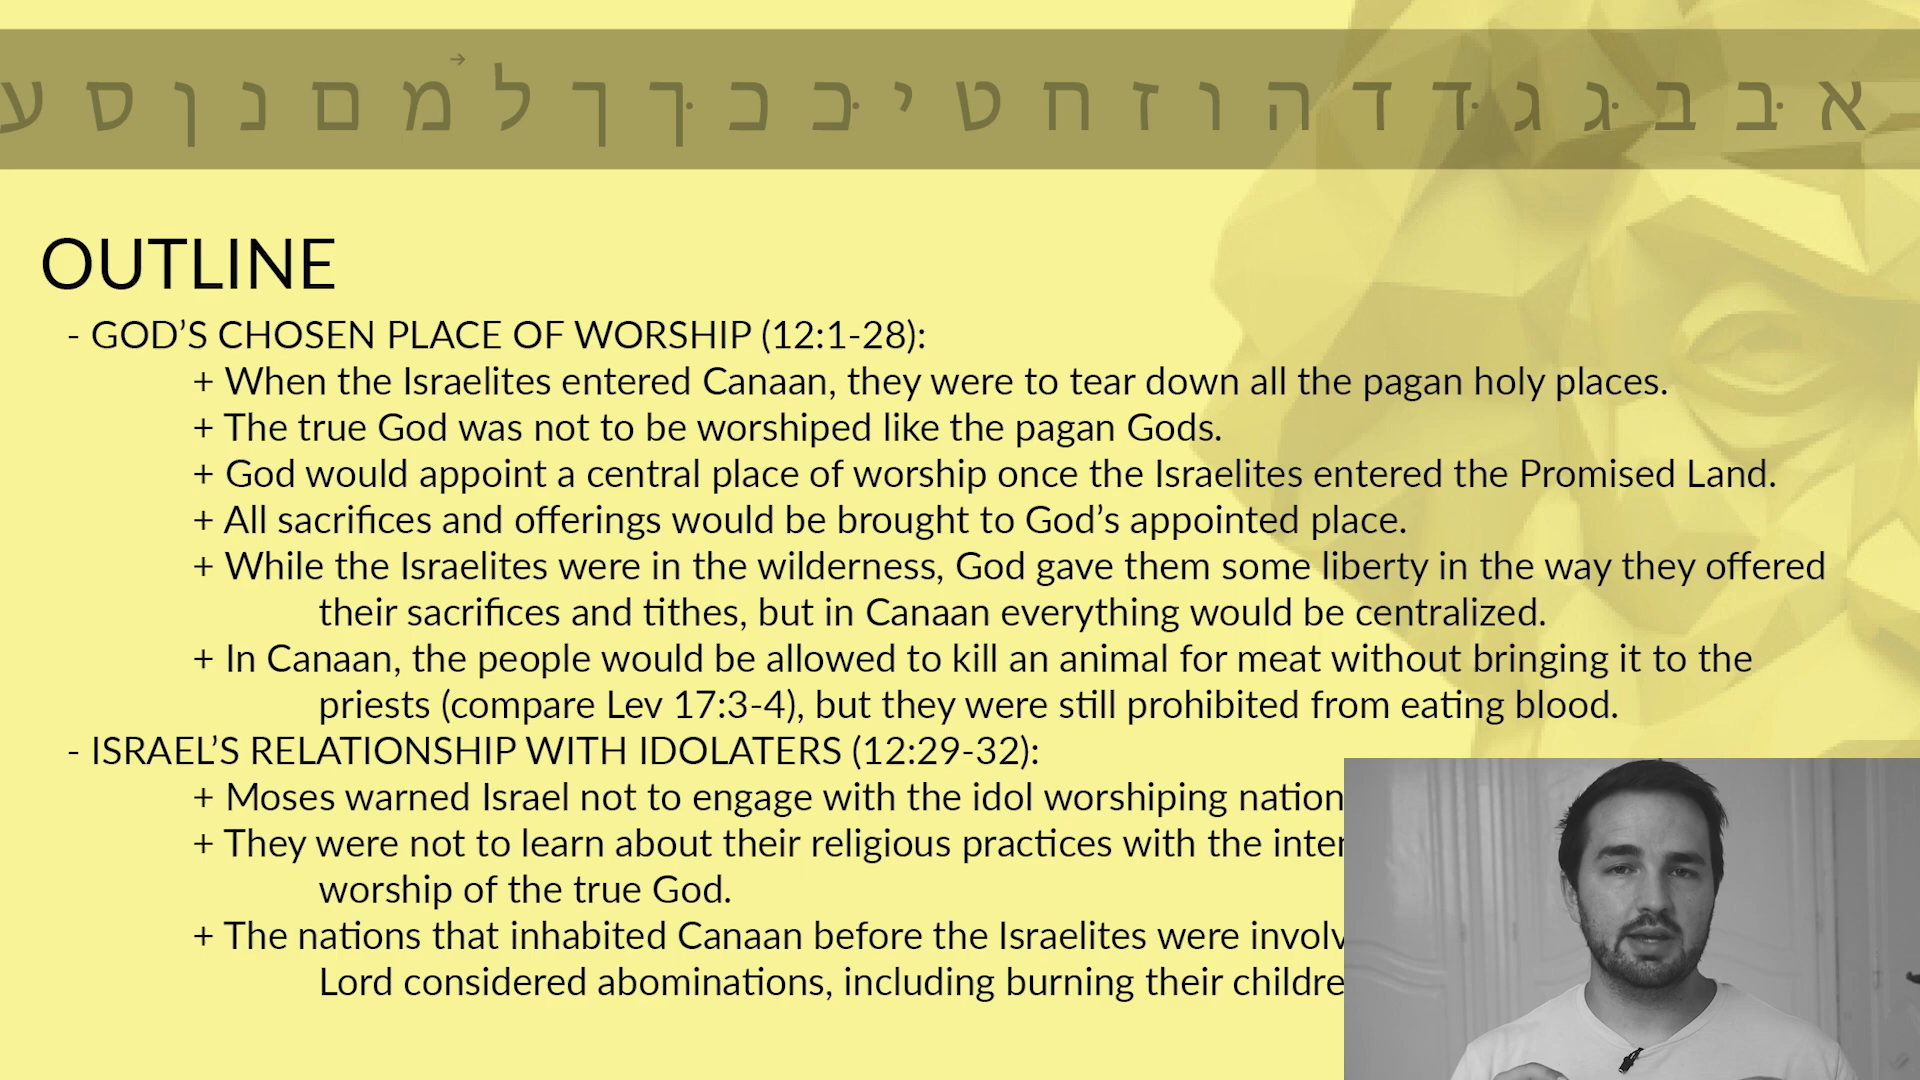 א בּ ב גּ ג דּ ד ה ו ז ח ט י כּ כ ךּ ך ל מ ם נ ן ס ע
OUTLINE
- GOD’S CHOSEN PLACE OF WORSHIP (12:1-28):
+ When the Israelites entered Canaan, they were to tear down all the pagan holy places.
+ The true God was not to be worshiped like the pagan Gods.
+ God would appoint a central place of worship once the Israelites entered the Promised Land.
+ All sacrifices and offerings would be brought to God’s appointed place.
+ While the Israelites were in the wilderness, God gave them some liberty in the way they offered
their sacrifices and tithes, but in Canaan everything would be centralized.
+ In Canaan, the people would be allowed to kill an animal for meat without bringing it to the
priests (compare Lev 17:3-4), but they were still prohibited from eating blood.
- ISRAEL’S RELATIONSHIP WITH IDOLATERS (12:29-32):
+ Moses warned Israel not to engage with the idol worshiping nation
+ They were not to learn about their religious practices with the
worship of the true God.
+ The nations that inhabited Canaan before the Israelites were
Lord considered abominations, including burning their